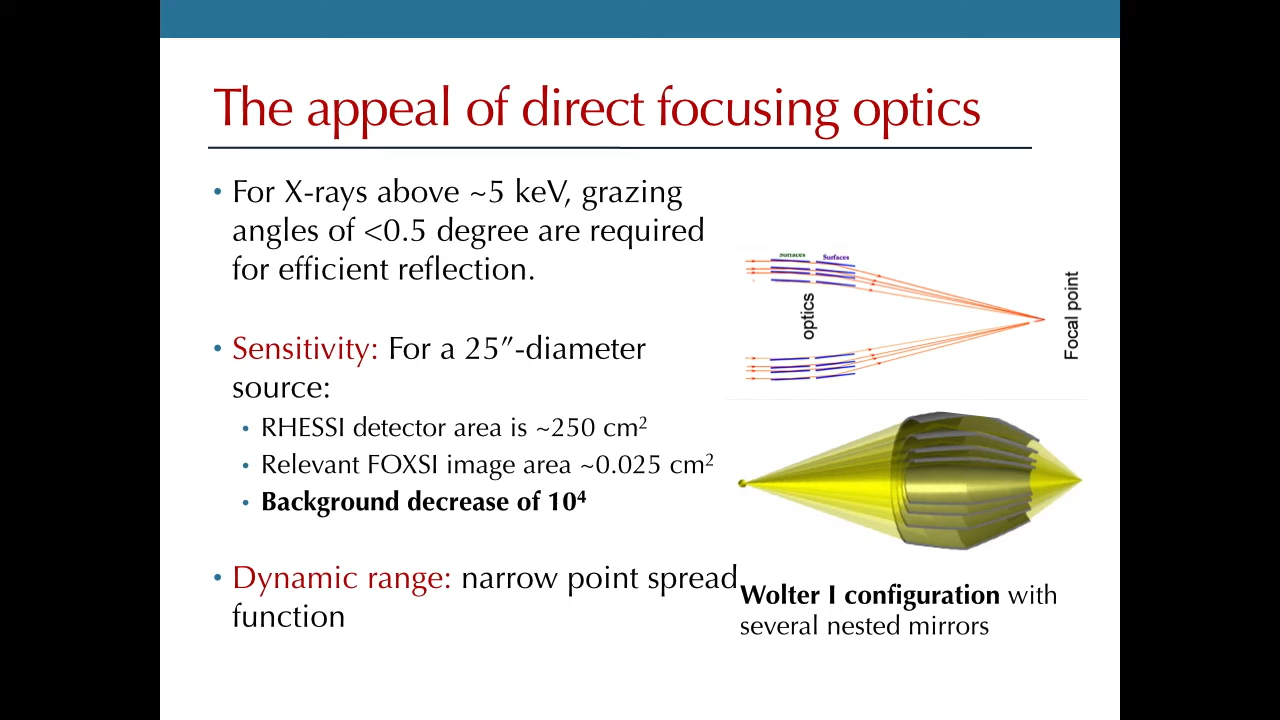 The appeal of direct focusing optics
• For X-rays above ~5 keV, grazing
angles of <0.5 degree are required
for efficient reflection.
• Sensitivity: For a 25”-diameter
source:
• RHESSI detector area is ~250 cm²
• Relevant FOXSI image area ~0.025 cm²
• Background decrease of 10⁴
• Dynamic range: narrow point spread
function
Surfaces Surfaces
optics
Focal point
Wolter I configuration with
several nested mirrors